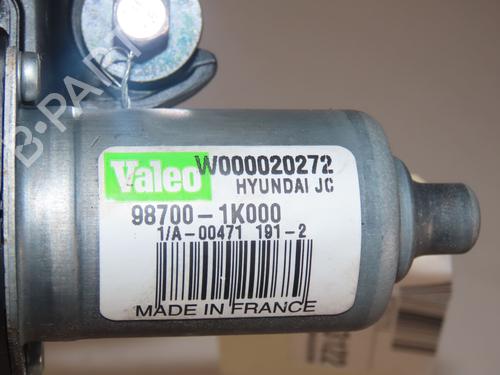 Valeo W000020272
HYUNDAI JC
98700-1K000
1/A-00471 191-2
MADE IN FRANCE
B-PARTS